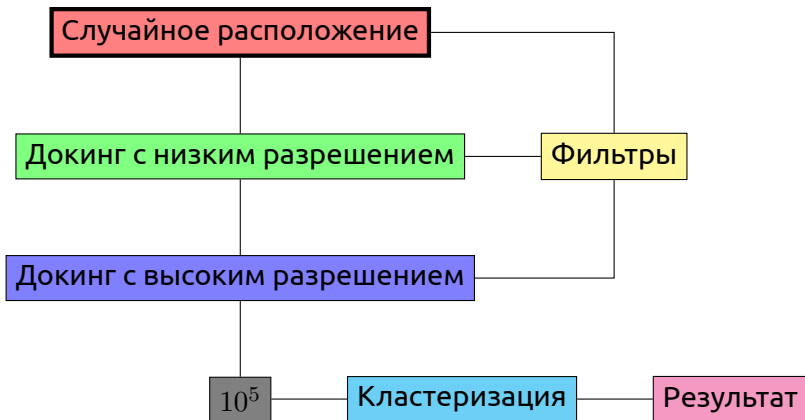 Случайное расположение
Докинг с низким разрешением
Фильтры
Докинг с высоким разрешением
10⁵
Кластеризация
Результат